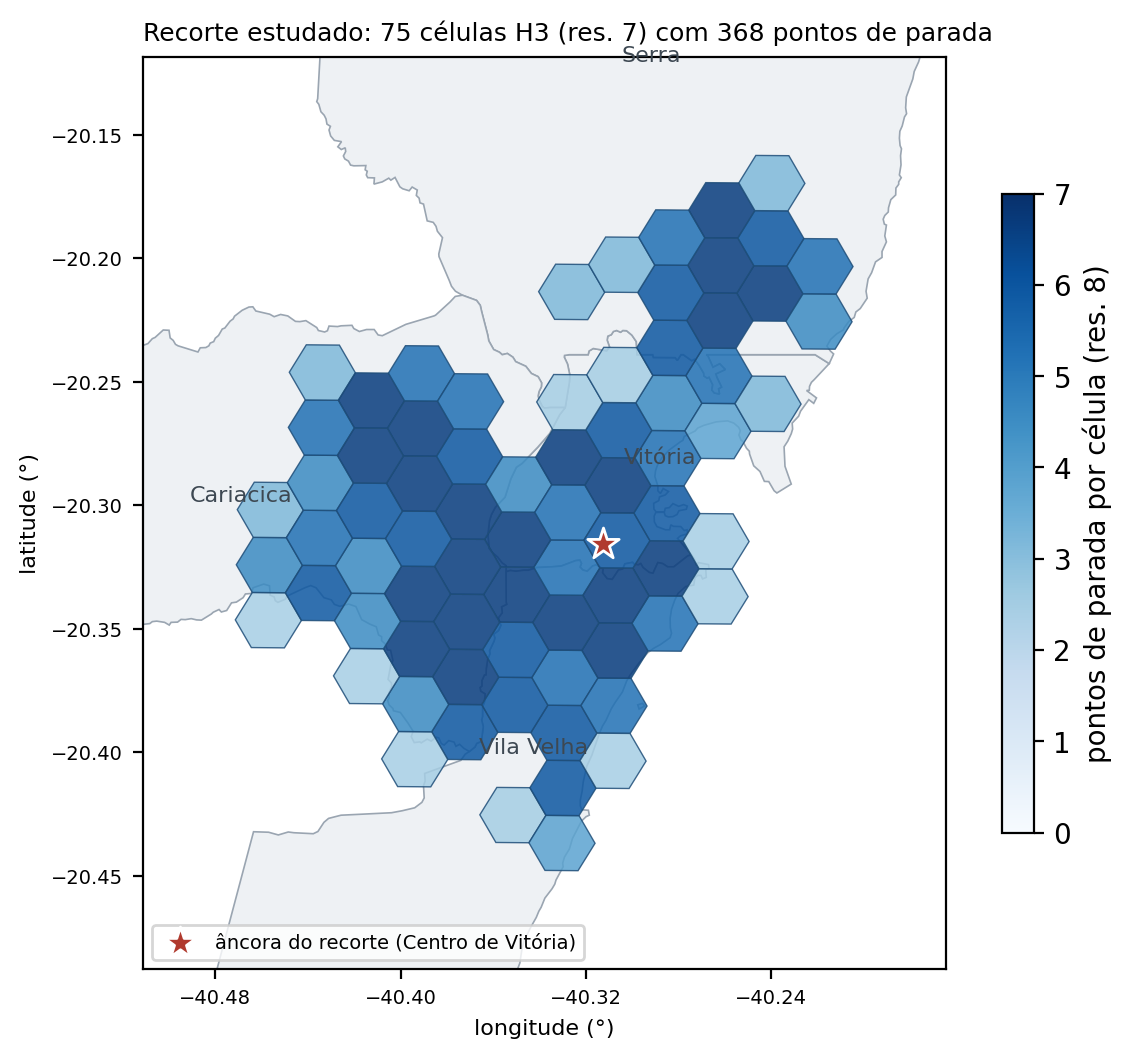 Recorte estudado: 75 células H3 (res. 7) com 368 pontos de parada
Serra
−20.15
−20.20
−20.25
−20.30
−20.35
−20.40
−20.45
latitude (°)
Vitória
Cariacica
Vila Velha
âncora do recorte (Centro de Vitória)
−40.48
−40.40
−40.32
−40.24
longitude (°)
7
6
5
4
3
2
1
0
pontos de parada por célula (res. 8)